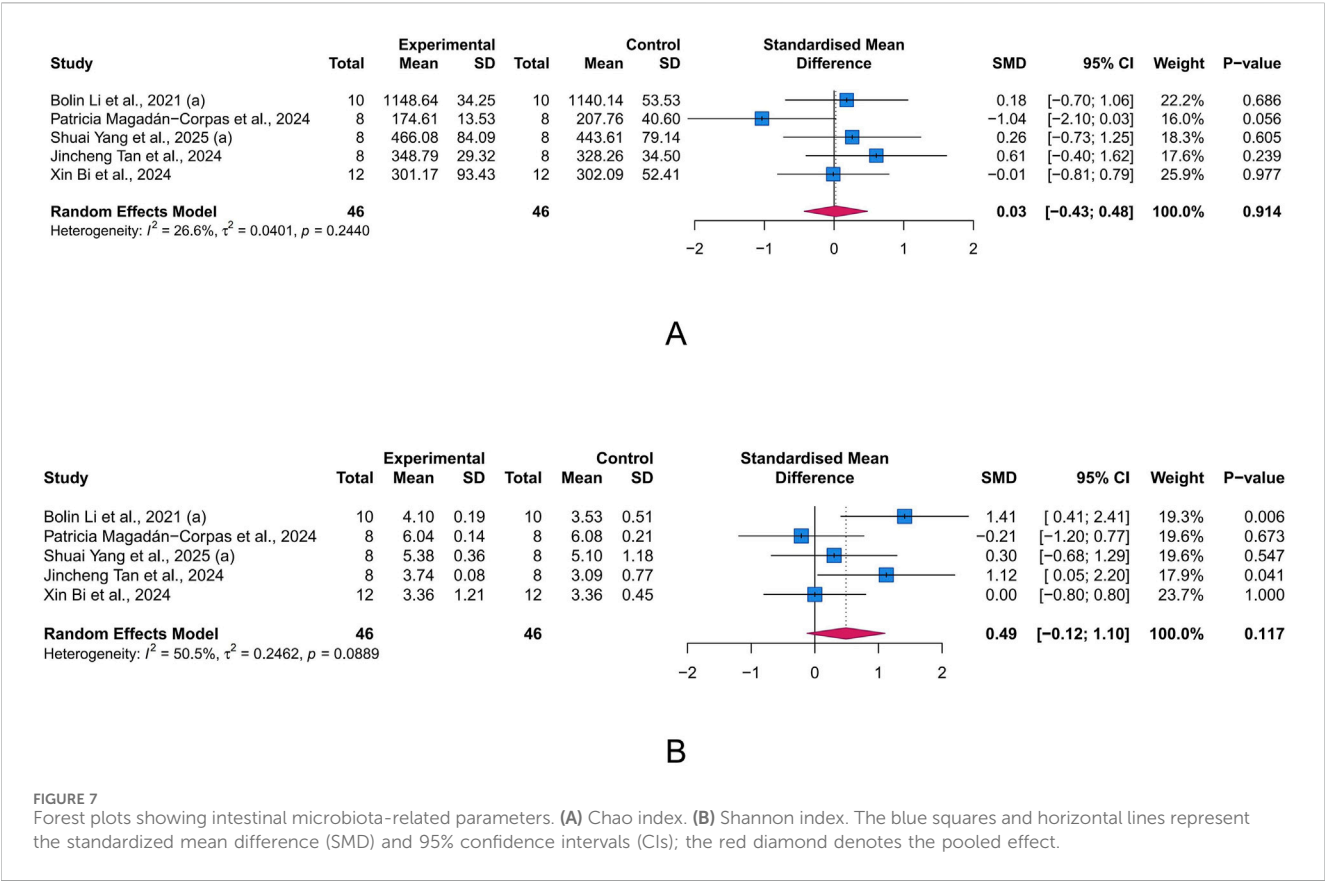 Experimental Control Standardised Mean
Study Total Mean SD Total Mean SD Difference SMD 95% CI Weight P−value
Bolin Li et al., 2021 (a) 10 1148.64 34.25 10 1140.14 53.53 0.18 [−0.70; 1.06] 22.2% 0.686
Patricia Magadán−Corpas et al., 2024 8 174.61 13.53 8 207.76 40.60 −1.04 [−2.10; 0.03] 16.0% 0.056
Shuai Yang et al., 2025 (a) 8 466.08 84.09 8 443.61 79.14 0.26 [−0.73; 1.25] 18.3% 0.605
Jincheng Tan et al., 2024 8 348.79 29.32 8 328.26 34.50 0.61 [−0.40; 1.62] 17.6% 0.239
Xin Bi et al., 2024 12 301.17 93.43 12 302.09 52.41 −0.01 [−0.81; 0.79] 25.9% 0.977
Random Effects Model 46 46 0.03 [−0.43; 0.48] 100.0% 0.914
Heterogeneity: I² = 26.6%, τ² = 0.0401, p = 0.2440
−2 −1 0 1 2
A
Experimental Control Standardised Mean
Study Total Mean SD Total Mean SD Difference SMD 95% CI Weight P−value
Bolin Li et al., 2021 (a) 10 4.10 0.19 10 3.53 0.51 1.41 [ 0.41; 2.41] 19.3% 0.006
Patricia Magadán−Corpas et al., 2024 8 6.04 0.14 8 6.08 0.21 −0.21 [−1.20; 0.77] 19.6% 0.673
Shuai Yang et al., 2025 (a) 8 5.38 0.36 8 5.10 1.18 0.30 [−0.68; 1.29] 19.6% 0.547
Jincheng Tan et al., 2024 8 3.74 0.08 8 3.09 0.77 1.12 [ 0.05; 2.20] 17.9% 0.041
Xin Bi et al., 2024 12 3.36 1.21 12 3.36 0.45 0.00 [−0.80; 0.80] 23.7% 1.000
Random Effects Model 46 46 0.49 [−0.12; 1.10] 100.0% 0.117
Heterogeneity: I² = 50.5%, τ² = 0.2462, p = 0.0889
−2 −1 0 1 2
B
FIGURE 7
Forest plots showing intestinal microbiota-related parameters. (A) Chao index. (B) Shannon index. The blue squares and horizontal lines represent
the standardized mean difference (SMD) and 95% confidence intervals (CIs); the red diamond denotes the pooled effect.